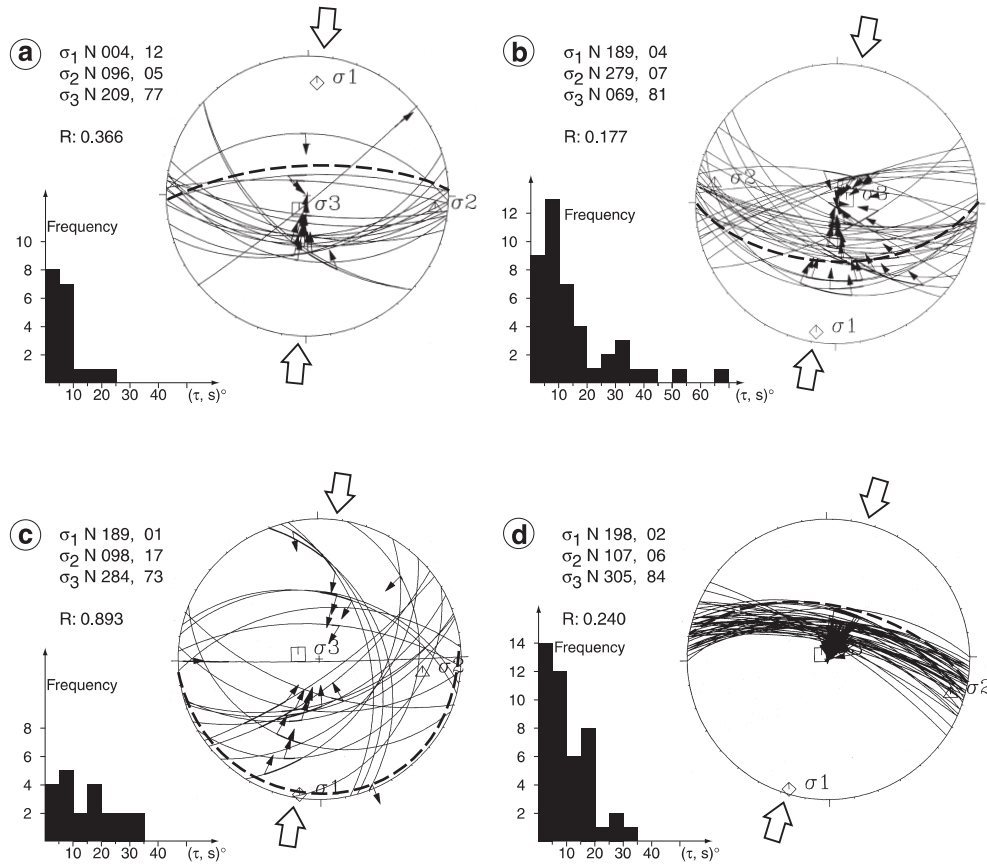 a
σ1 N 004, 12
σ2 N 096, 05
σ3 N 209, 77
R: 0.366
σ1
σ3
σ2
Frequency
10
8
6
4
2
10 20 30 40 (τ, s)°
b
σ1 N 189, 04
σ2 N 279, 07
σ3 N 069, 81
R: 0.177
σ2
σ3
σ1
Frequency
12
10
8
6
4
2
10 20 30 40 50 60 (τ, s)°
c
σ1 N 189, 01
σ2 N 098, 17
σ3 N 284, 73
R: 0.893
σ3
σ2
σ1
Frequency
8
6
4
2
10 20 30 40 (τ, s)°
d
σ1 N 198, 02
σ2 N 107, 06
σ3 N 305, 84
R: 0.240
σ2
σ1
Frequency
14
12
10
8
6
4
2
10 20 30 40 (τ, s)°